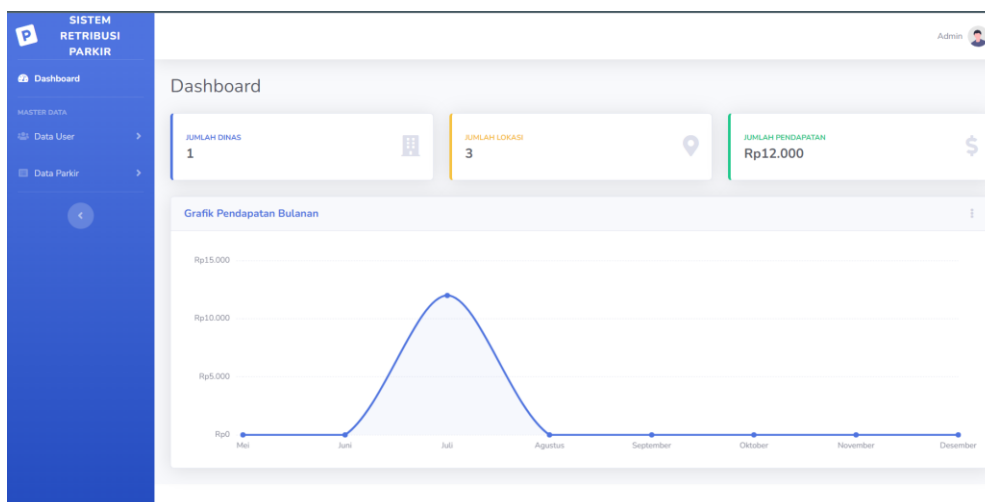 P
SISTEM
RETRIBUSI
PARKIR
Dashboard
MASTER DATA
Data User
Data Parkir
Admin
Dashboard
JUMLAH DINAS
1
JUMLAH LOKASI
3
JUMLAH PENDAPATAN
Rp12.000
$
Grafik Pendapatan Bulanan
Rp15.000
Rp10.000
Rp5.000
Rp0
Mei Juni Juli Agustus September Oktober November Desember